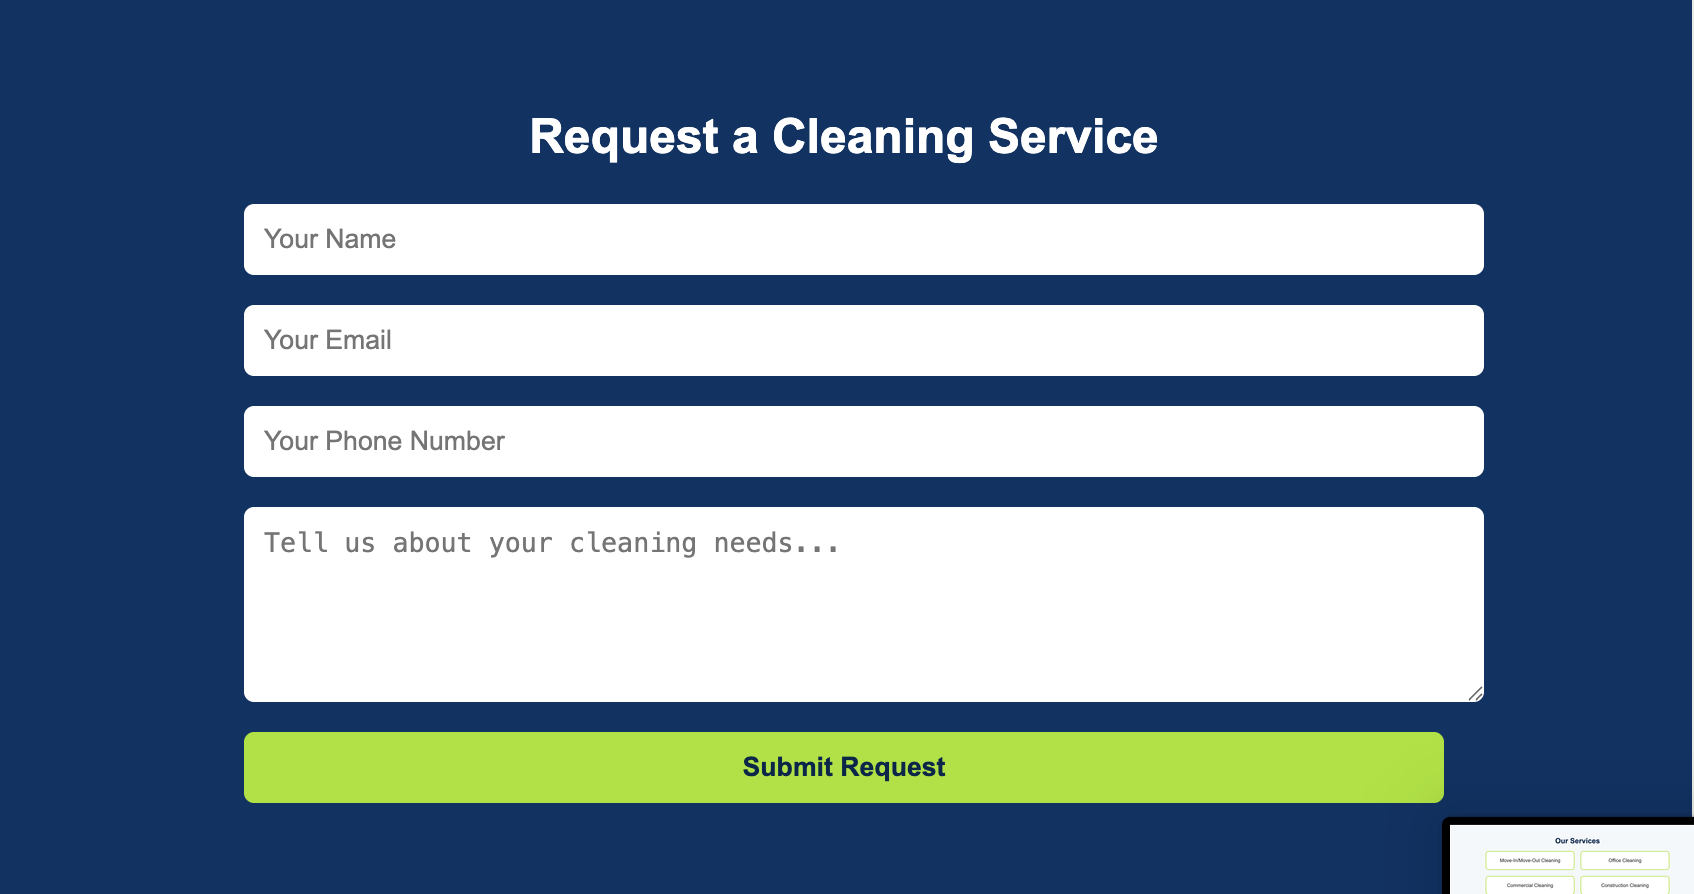 Request a Cleaning Service
Your Name
Your Email
Your Phone Number
Tell us about your cleaning needs...
Submit Request
Our Services
Move-In/Move-Out Cleaning
Office Cleaning
Commercial Cleaning
Construction Cleaning